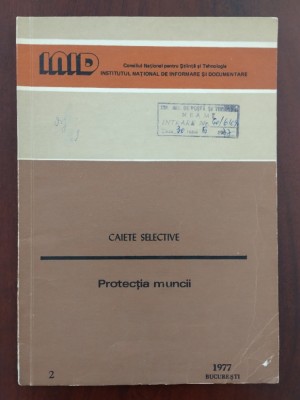 INID
Consiliul Național pentru Știință și Tehnologie
INSTITUTUL NAȚIONAL DE INFORMARE ȘI DOCUMENTARE
CAIETE SELECTIVE
Protecția muncii
2
1977
BUCUREȘTI